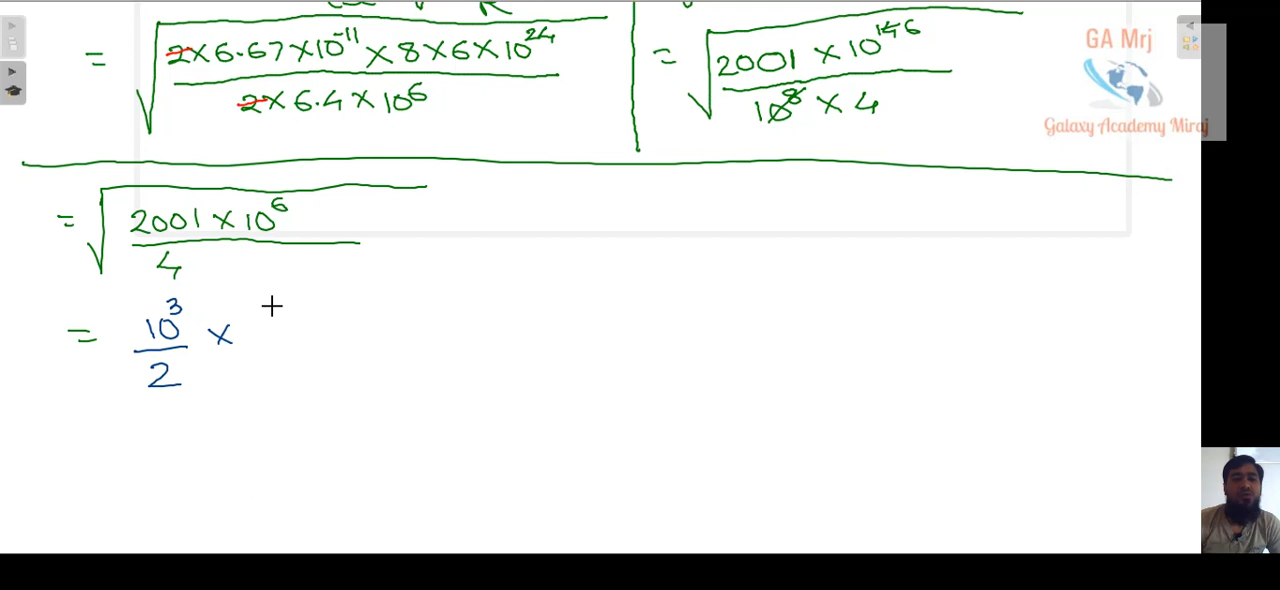 = √(2×6.67×10⁻¹¹×8×6×10²⁴ / 2×6.4×10⁶)
= √(2001×10¹⁴ ⁶ / 10⁸×4)
GA Mrj
Galaxy Academy Miraj
= √(2001×10⁶ / 4)
= 10³/2 ×